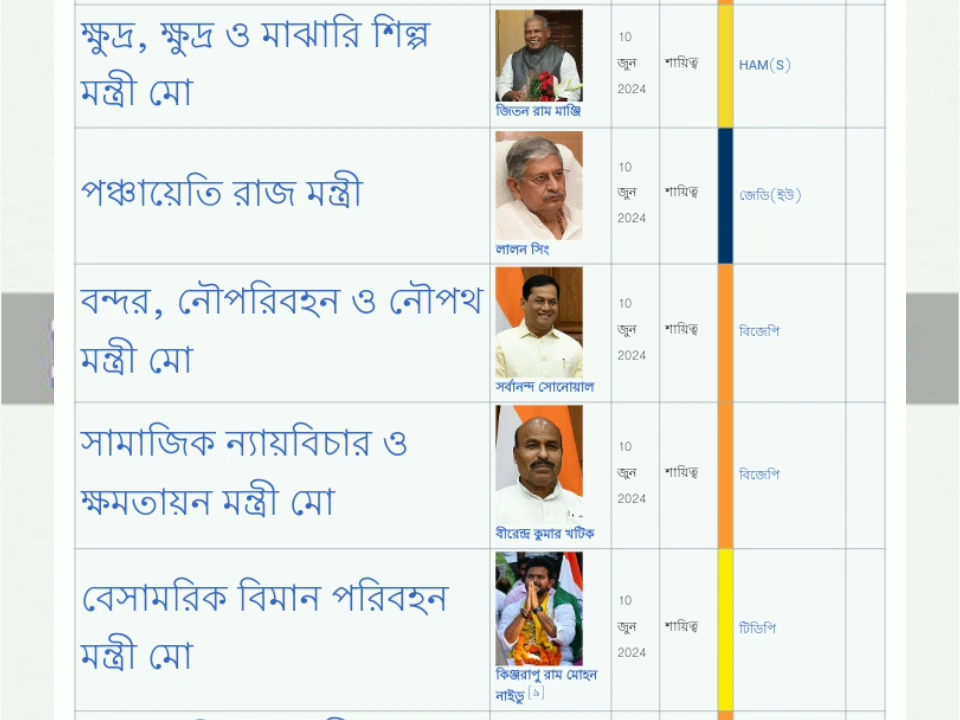 ক্ষুদ্র, ক্ষুদ্র ও মাঝারি শিল্প
মন্ত্রী মো
জিতন রাম মাঞ্জি
10
জুন
2024
শায়িত্ব
HAM(S)
পঞ্চায়েতি রাজ মন্ত্রী
লালন সিং
10
জুন
2024
শায়িত্ব
জেডি(ইউ)
বন্দর, নৌপরিবহন ও নৌপথ
মন্ত্রী মো
সর্বানন্দ সোনোয়াল
10
জুন
2024
শায়িত্ব
বিজেপি
সামাজিক ন্যায়বিচার ও
ক্ষমতায়ন মন্ত্রী মো
বীরেন্দ্র কুমার খটিক
10
জুন
2024
শায়িত্ব
বিজেপি
বেসামরিক বিমান পরিবহন
মন্ত্রী মো
কিঞ্জরাপু রাম মোহন
নাইডু [৯]
10
জুন
2024
শায়িত্ব
টিডিপি